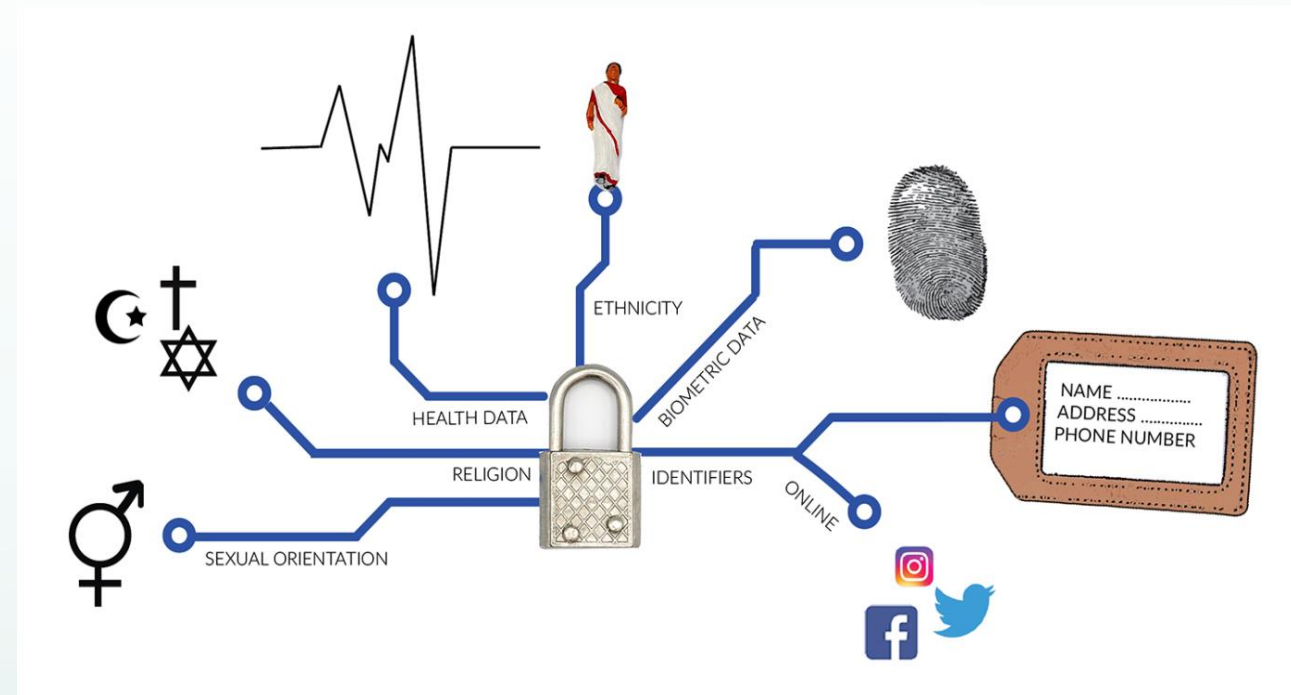 ETHNICITY
BIOMETRIC DATA
HEALTH DATA
NAME .................
ADDRESS ..............
PHONE NUMBER
RELIGION
IDENTIFIERS
ONLINE
SEXUAL ORIENTATION